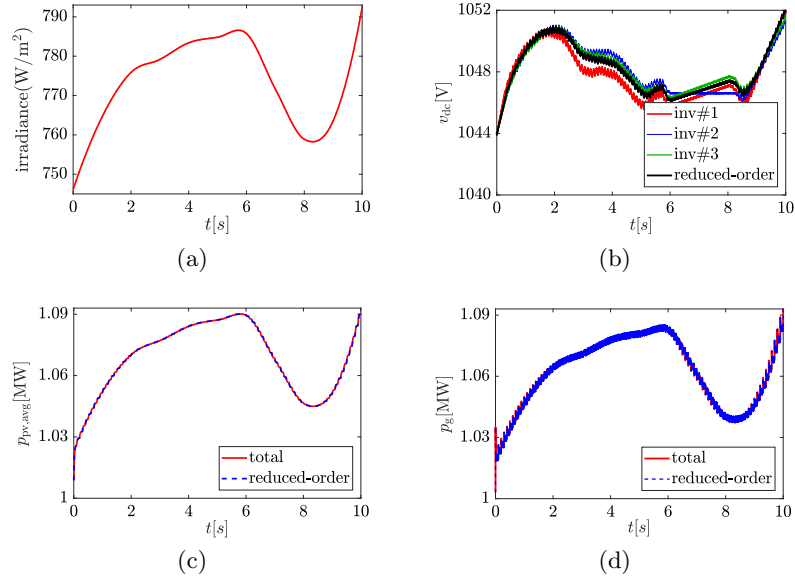 790
780
770
760
750
irradiance(W/m²)
0 2 4 6 8 10
t[s]
(a)
1052
1048
1044
1040
v_dc[V]
inv#1
inv#2
inv#3
reduced-order
0 2 4 6 8 10
t[s]
(b)
1.09
1.06
1.03
1
p_pv,avg[MW]
total
reduced-order
0 2 4 6 8 10
t[s]
(c)
1.09
1.06
1.03
1
p_g[MW]
total
reduced-order
0 2 4 6 8 10
t[s]
(d)